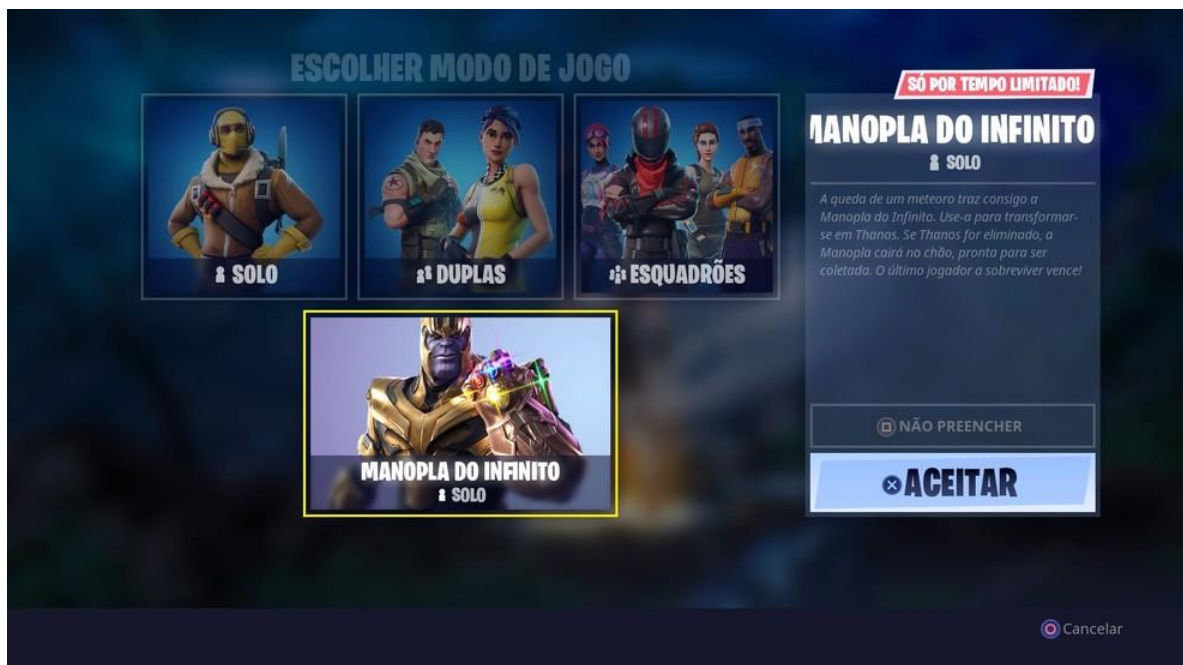 ESCOLHER MODO DE JOGO
SOLO
DUPLAS
ESQUADRÕES
MANOPLA DO INFINITO
SOLO
SÓ POR TEMPO LIMITADO!
MANOPLA DO INFINITO
SOLO
A queda de um meteoro traz consigo a
Manopla do Infinito. Use-a para transformar-
se em Thanos. Se Thanos for eliminado, a
Manopla cairá no chão, pronta para ser
coletada. O último jogador a sobreviver vence!
NÃO PREENCHER
ACEITAR
Cancelar